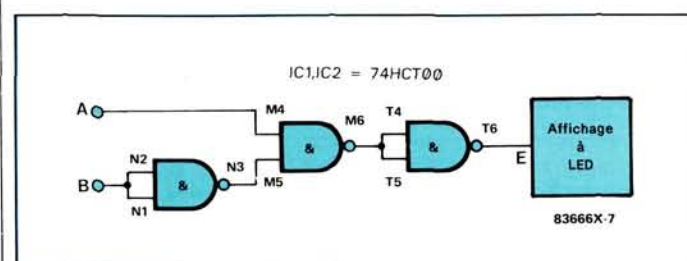 IC1,IC2 = 74HCT00
A
M4
M6
T4
T6
&
&
Affichage
à
LED
N2
N3
M5
T5
E
B
&
N1
83666X-7